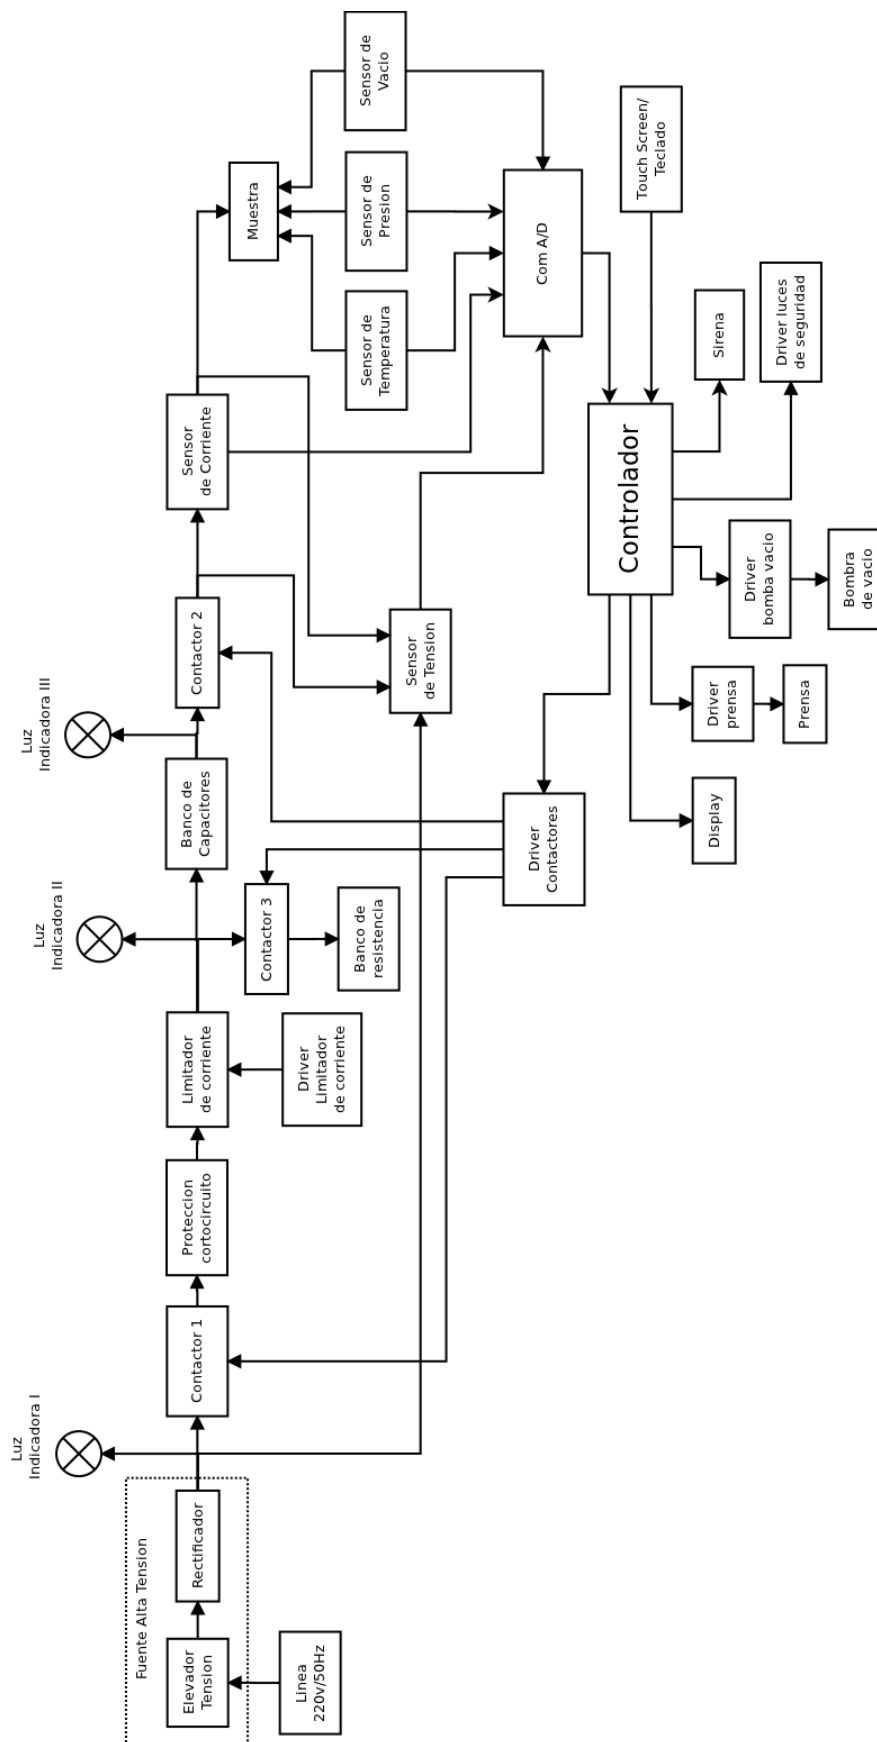 Fuente Alta Tension
Elevador
Tension
Rectificador
Linea
220v/50Hz
Luz
Indicadora I
Contactor 1
Proteccion
cortocircuito
Limitador
de corriente
Driver
Limitador
de corriente
Luz
Indicadora II
Contactor 3
Banco de
resistencia
Banco de
Capacitores
Luz
Indicadora III
Contactor 2
Sensor
de Corriente
Sensor
de Tension
Driver
Contactores
Muestra
Sensor de
Temperatura
Sensor de
Presion
Sensor de
Vacio
Com A/D
Controlador
Touch Screen/
Teclado
Sirena
Driver luces
de seguridad
Driver
bomba vacio
Bombra
de vacio
Driver
prensa
Prensa
Display